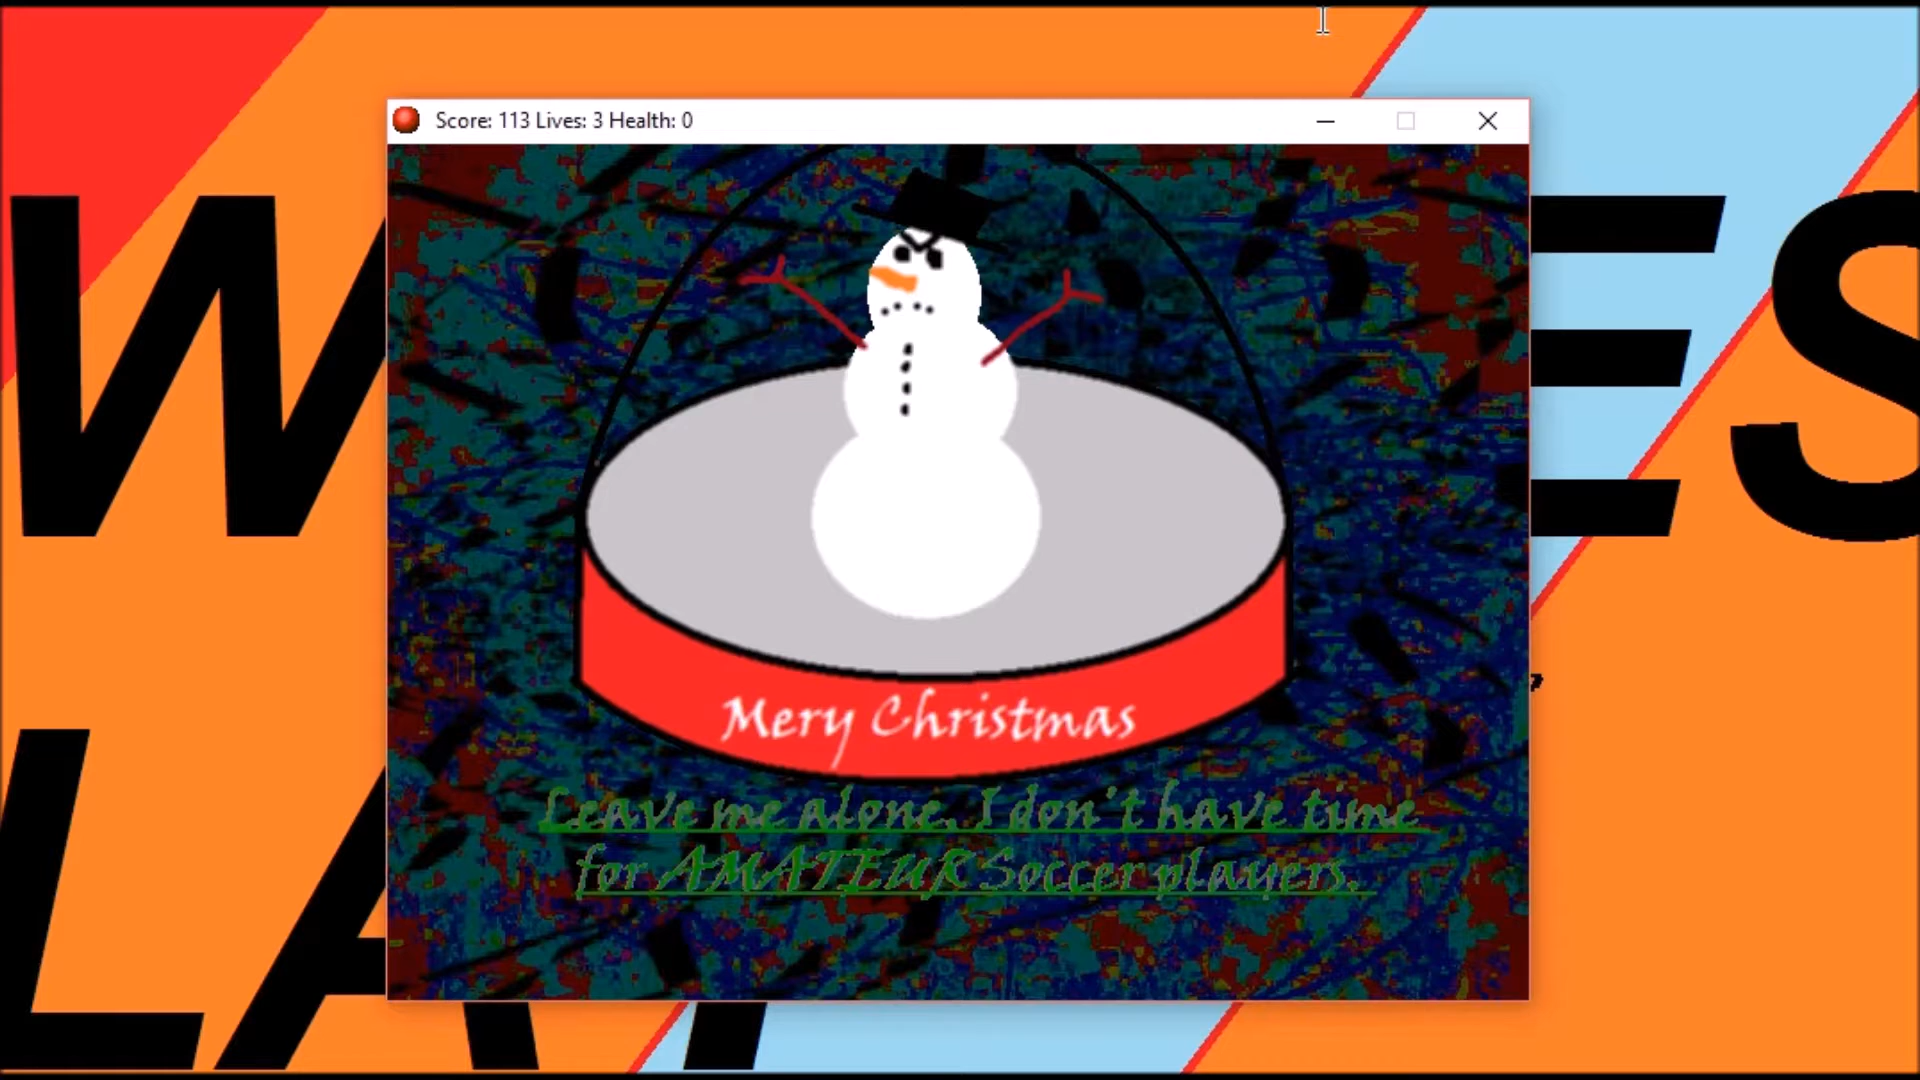 Score: 113 Lives: 3 Health: 0
Mery Christmas
Leave me alone. I don't have time
for AMATEUR Soccer players.